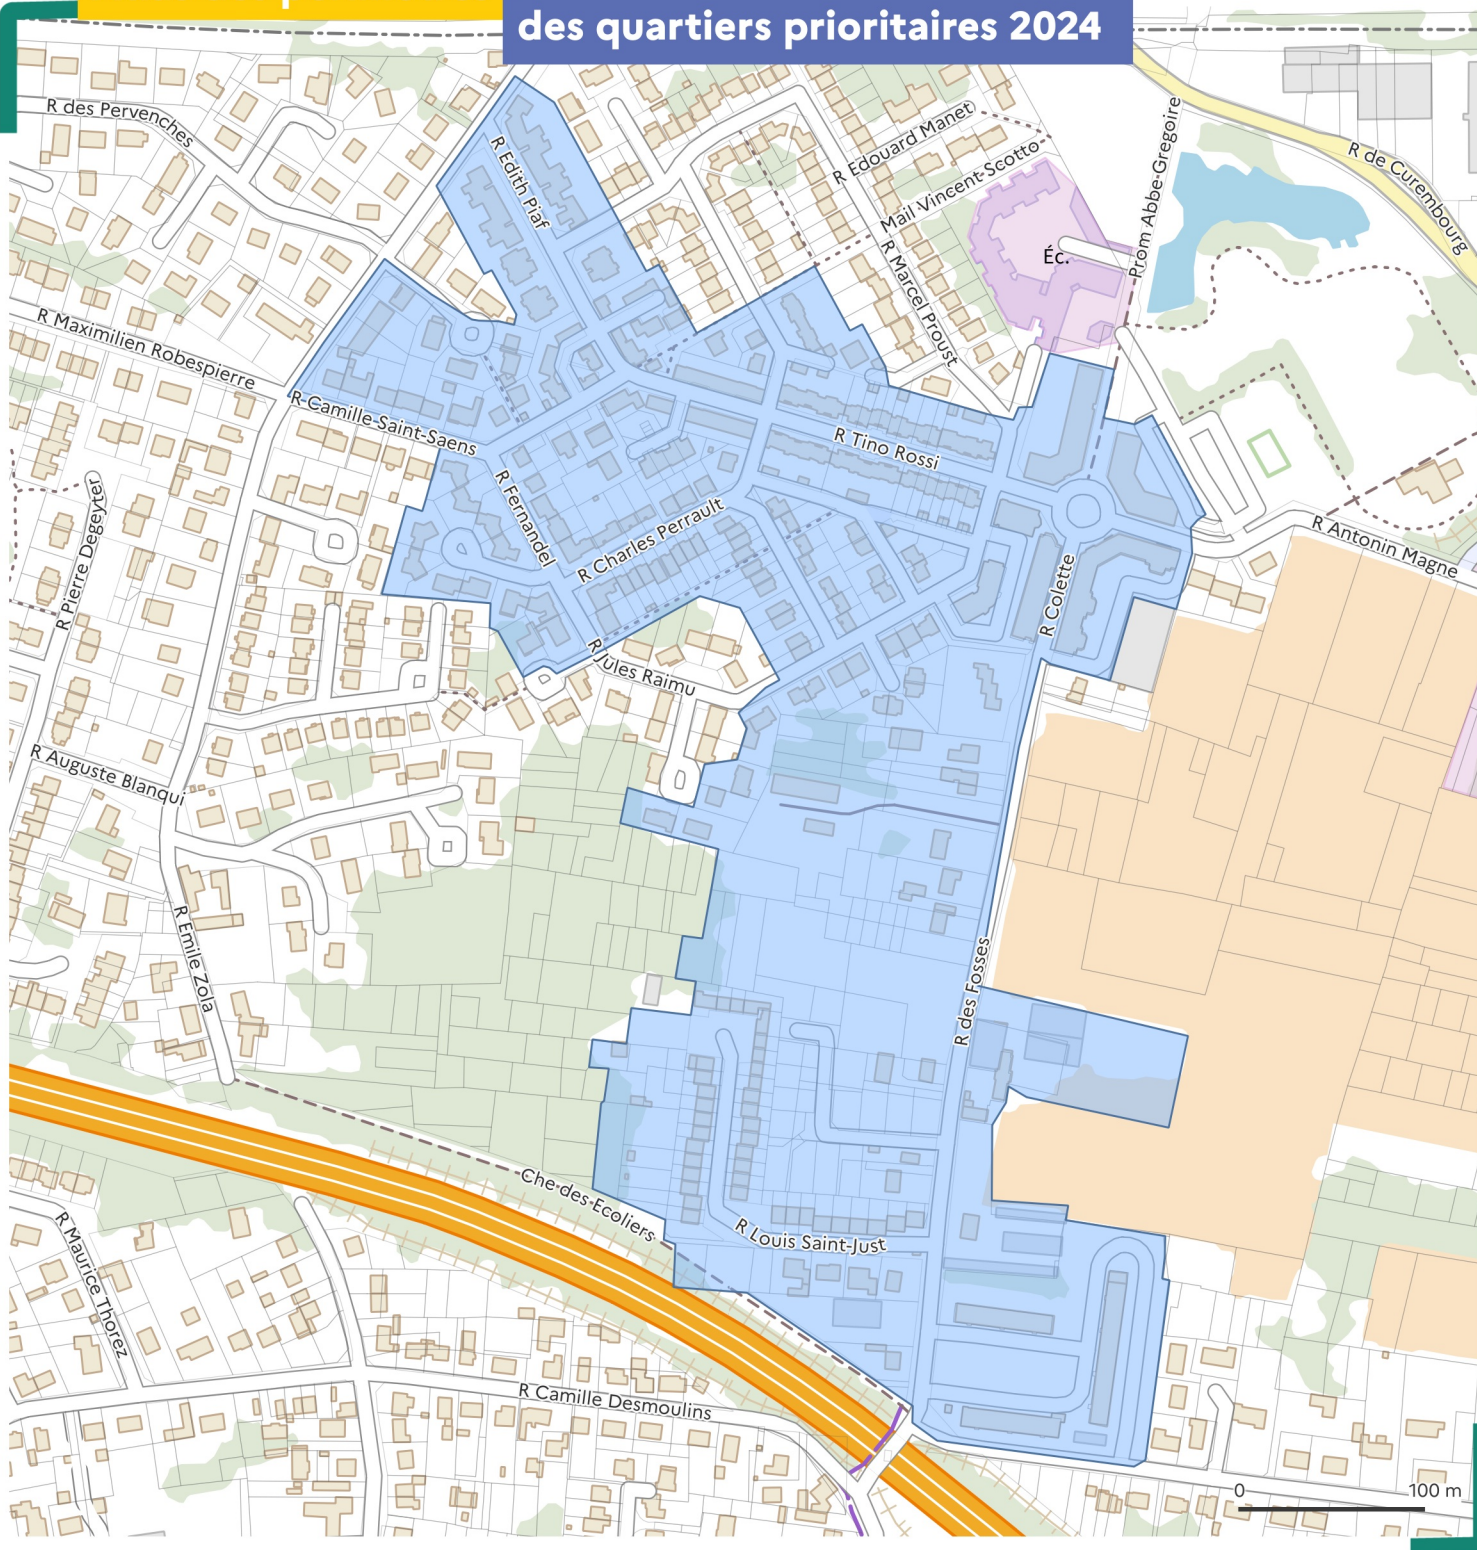 des quartiers prioritaires 2024
R des Pervenches
R Edith Piaf
R Edouard Manet
Mail Vincent-Scotto
R Marcel Proust
Éc.
Prom Abbe-Gregoire
R de Curembourg
R Maximilien Robespierre
R Camille-Saint-Saens
R Tino Rossi
R Fernandel
R Charles Perrault
R Pierre Degeyter
R Antonin Magne
R Colette
R Jules Raimu
R Auguste Blanqui
R Emile Zola
R des Fosses
Che des Ecoliers
R Louis Saint-Just
R Maurice Thorez
R Camille Desmoulins
0 100 m